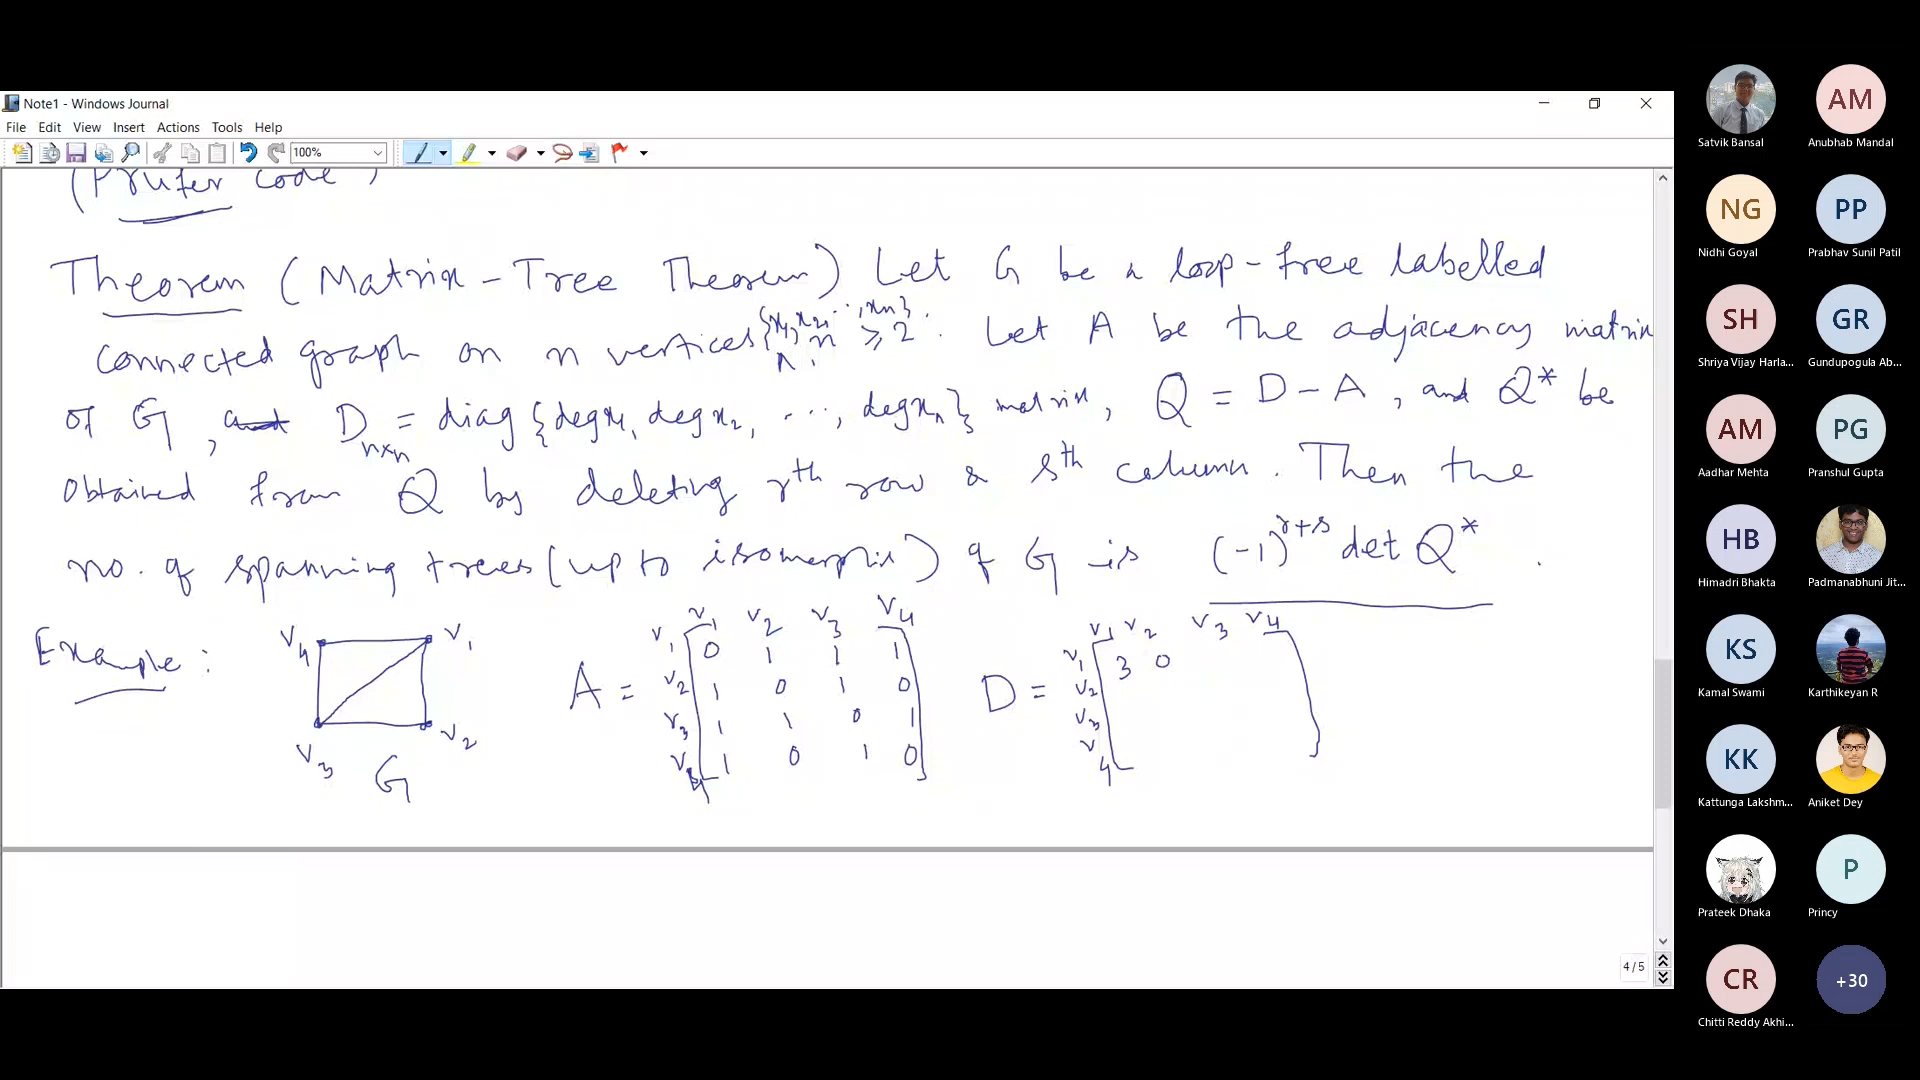 Note1 - Windows Journal
File Edit View Insert Actions Tools Help
100%
(Prufer code)
Theorem (Matrix-Tree Theorem) Let G be a loop-free labelled
connected graph on n vertices {x1, x2, ..., xn}, n ≥ 2. Let A be the adjacency matrix
of G, D n×n = diag{deg x1, deg x2, ..., deg xn} matrix, Q = D - A, and Q* be
obtained from Q by deleting rth row & sth column. Then the
no. of spanning trees (up to isomorphis) of G is (-1)^{r+s} det Q*.
Example:
v4 v1
v3 v2
G
A =
v1 v2 v3 v4
v1 0 1 1 1
v2 1 0 1 0
v3 1 1 0 1
v4 1 0 1 0
D =
v1 v2 v3 v4
v1 3 0
v2
v3
v4
4/5
Satvik Bansal
AM
Anubhab Mandal
NG
Nidhi Goyal
PP
Prabhav Sunil Patil
SH
Shriya Vijay Harla...
GR
Gundupogula Ab...
AM
Aadhar Mehta
PG
Pranshul Gupta
HB
Himadri Bhakta
Padmanabhuni Jit...
KS
Kamal Swami
Karthikeyan R
KK
Kattunga Lakshm...
Aniket Dey
Prateek Dhaka
P
Princy
CR
Chitti Reddy Akhi...
+30